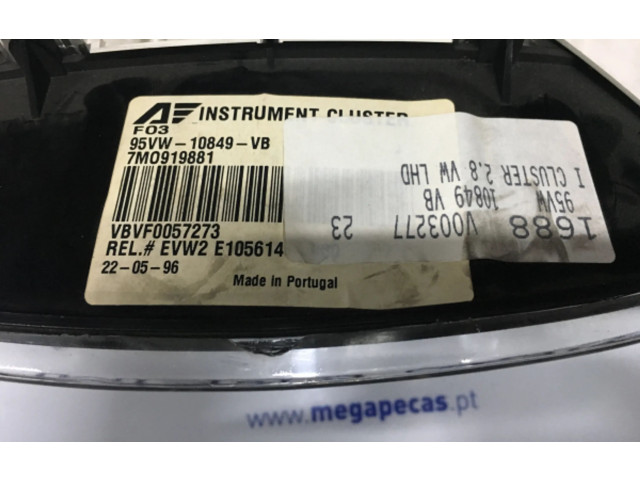 AF INSTRUMENT CLUSTER
F03
95VW-10849-VB
7M0919881
VBVF0057273
REL.# EVW2 E105614
22-05-96
Made in Portugal
1688 V003277 23
95VW 10849 VB
I CLUSTER 2.8 VW LHD
www.megapecas.pt